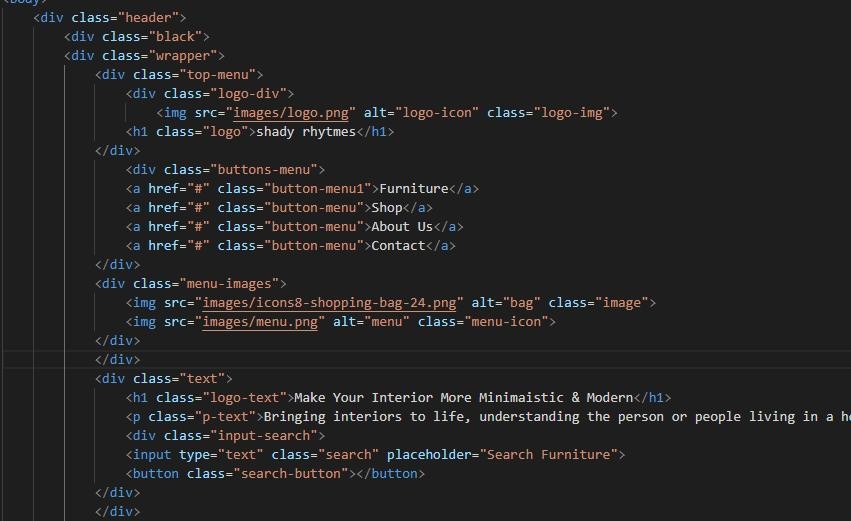 <body>
<div class="header">
<div class="black">
<div class="wrapper">
<div class="top-menu">
<div class="logo-div">
<img src="images/logo.png" alt="logo-icon" class="logo-img">
<h1 class="logo">shady rhytmes</h1>
</div>
<div class="buttons-menu">
<a href="#" class="button-menu1">Furniture</a>
<a href="#" class="button-menu">Shop</a>
<a href="#" class="button-menu">About Us</a>
<a href="#" class="button-menu">Contact</a>
</div>
<div class="menu-images">
<img src="images/icons8-shopping-bag-24.png" alt="bag" class="image">
<img src="images/menu.png" alt="menu" class="menu-icon">
</div>
</div>
<div class="text">
<h1 class="logo-text">Make Your Interior More Minimaistic & Modern</h1>
<p class="p-text">Bringing interiors to life, understanding the person or people living in a
<div class="input-search">
<input type="text" class="search" placeholder="Search Furniture">
<button class="search-button"></button>
</div>
</div>